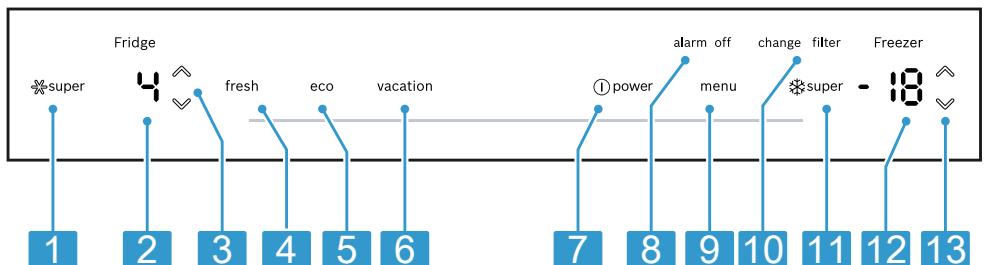 Fridge alarm off change filter Freezer
super 4 fresh eco vacation power menu super -18
1 2 3 4 5 6 7 8 9 10 11 12 13